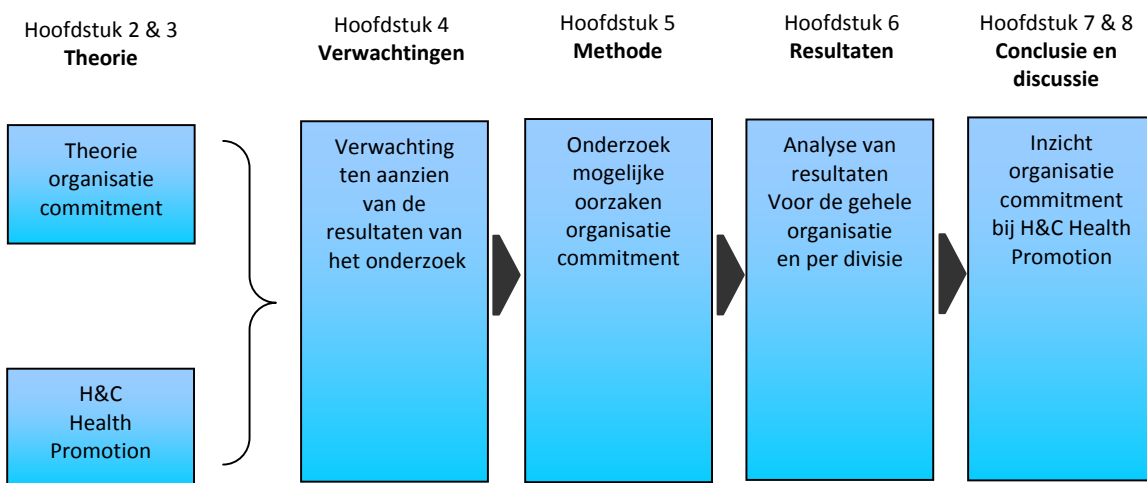 Hoofdstuk 2 & 3
Theorie
Hoofdstuk 4
Verwachtingen
Hoofdstuk 5
Methode
Hoofdstuk 6
Resultaten
Hoofdstuk 7 & 8
Conclusie en
discussie
Theorie
organisatie
commitment
H&C
Health
Promotion
Verwachting
ten aanzien
van de
resultaten van
het onderzoek
Onderzoek
mogelijke
oorzaken
organisatie
commitment
Analyse van
resultaten
Voor de gehele
organisatie
en per divisie
Inzicht
organisatie
commitment
bij H&C Health
Promotion